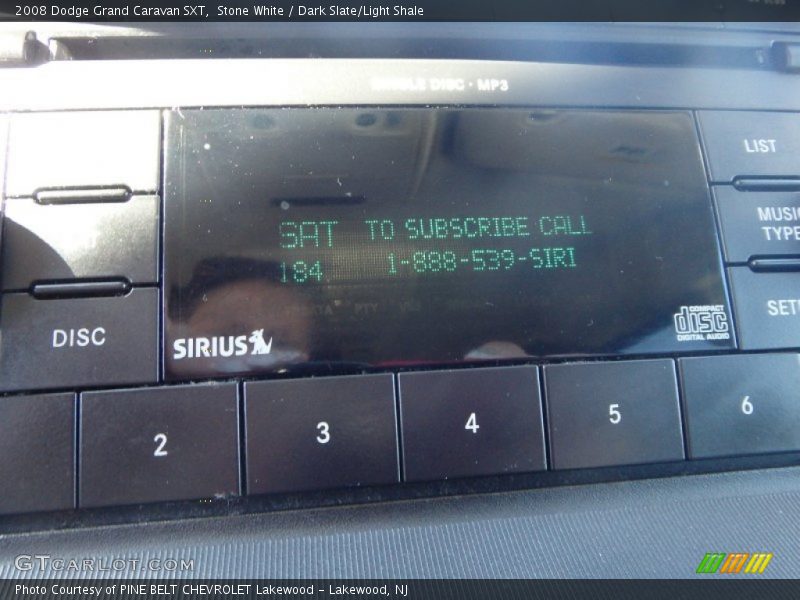 2008 Dodge Grand Caravan SXT,  Stone White / Dark Slate/Light Shale
SINGLE DISC · MP3
LIST
MUSIC
TYPE
SAT TO SUBSCRIBE CALL
184 1-888-539-SIRI
PTY
SET
DISC
SIRIUS
COMPACT
disc
DIGITAL AUDIO
2
3
4
5
6
GTcarlot.com
Photo Courtesy of PINE BELT CHEVROLET Lakewood - Lakewood, NJ